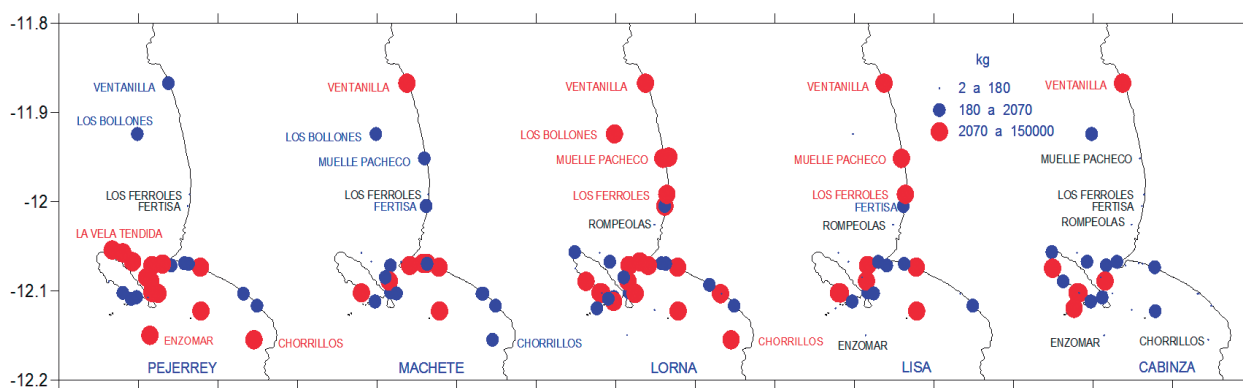 -11.8
-11.9
-12
-12.1
-12.2
VENTANILLA
LOS BOLLONES
LOS FERROLES
FERTISA
LA VELA TENDIDA
ENZOMAR
CHORRILLOS
PEJERREY
VENTANILLA
LOS BOLLONES
MUELLE PACHECO
LOS FERROLES
FERTISA
CHORRILLOS
MACHETE
VENTANILLA
LOS BOLLONES
MUELLE PACHECO
LOS FERROLES
ROMPEOLAS
CHORRILLOS
LORNA
VENTANILLA
MUELLE PACHECO
LOS FERROLES
FERTISA
ROMPEOLAS
ENZOMAR
LISA
kg
2 a 180
180 a 2070
2070 a 150000
VENTANILLA
MUELLE PACHECO
LOS FERROLES
FERTISA
ROMPEOLAS
ENZOMAR
CHORRILLOS
CABINZA